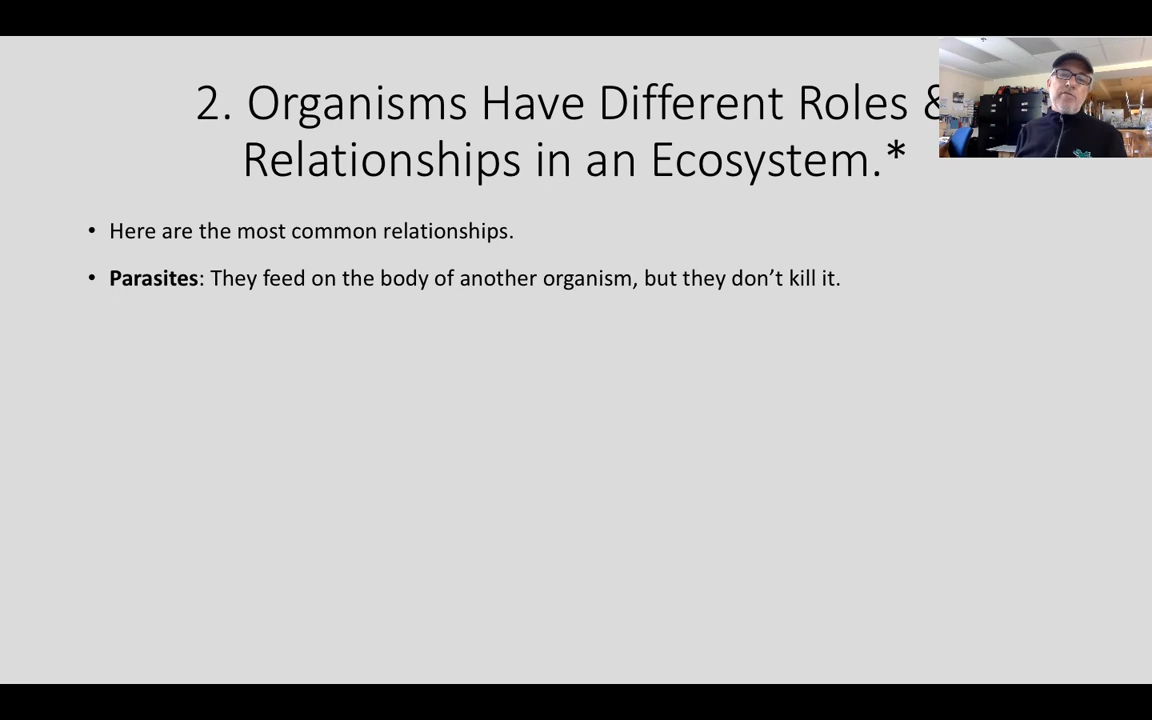 2. Organisms Have Different Roles &
Relationships in an Ecosystem.*
• Here are the most common relationships.
• Parasites: They feed on the body of another organism, but they don’t kill it.